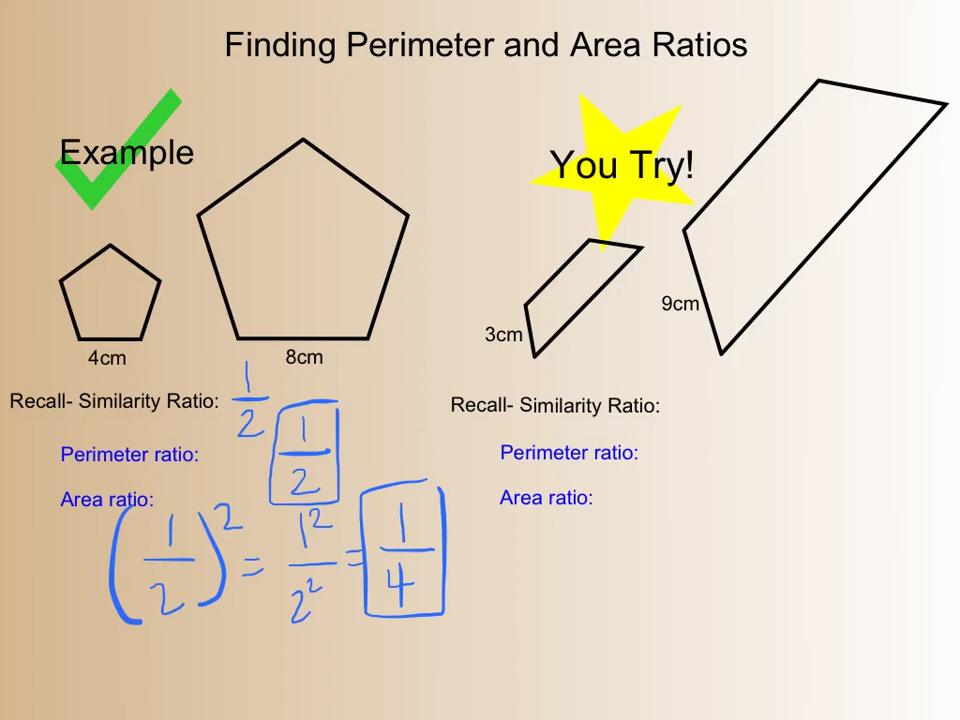 Finding Perimeter and Area Ratios
Example
4cm
8cm
Recall- Similarity Ratio: 1/2
Perimeter ratio: 1/2
Area ratio:
(1/2)² = 1²/2² = 1/4
You Try!
3cm
9cm
Recall- Similarity Ratio:
Perimeter ratio:
Area ratio: